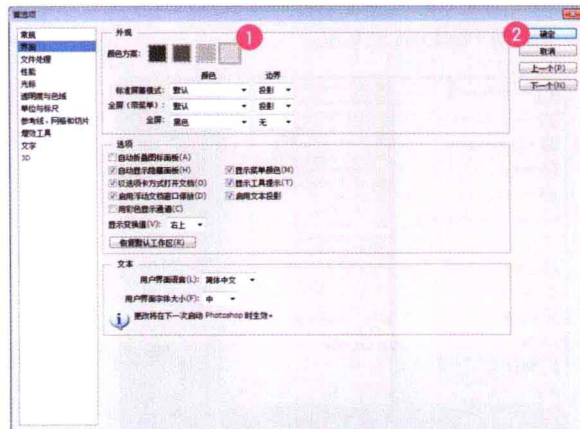 首选项
常规
界面
文件处理
性能
光标
透明度与色域
单位与标尺
参考线、网格和切片
增效工具
文字
3D
外观
1
颜色方案:
颜色 边界
标准屏幕模式: 默认 投影
全屏（带菜单）: 默认 投影
全屏: 黑色 无
选项
自动折叠图标面板(A)
自动显示隐藏面板(H) 显示菜单颜色(M)
以选项卡方式打开文档(O) 显示工具提示(T)
启用浮动文档窗口停放(D) 启用文本投影
用彩色显示通道(C)
显示变换值(V): 右上
恢复默认工作区(R)
文本
用户界面语言(L): 简体中文
用户界面字体大小(F): 中
更改将在下一次启动 Photoshop 时生效。
2
确定
取消
上一个(P)
下一个(N)